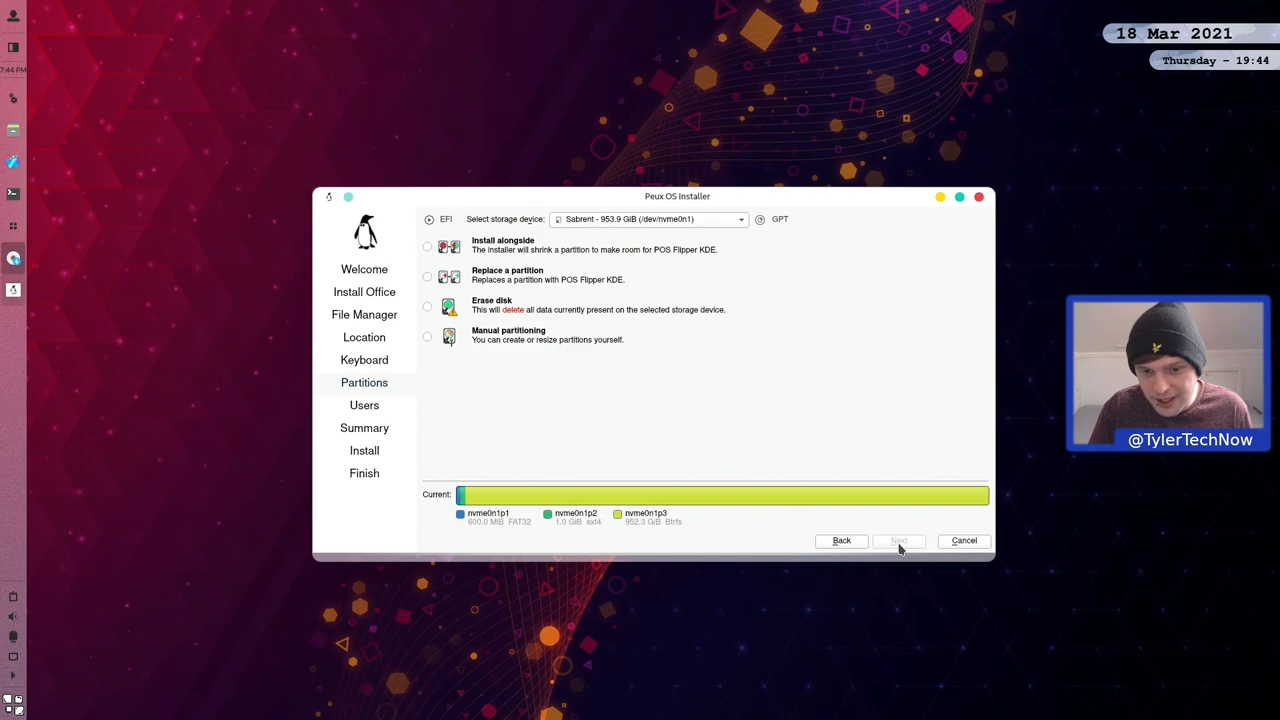 18 Mar 2021
Thursday - 19:44
7:44 PM
Peux OS Installer
EFI
Select storage device:
Sabrent - 953.9 GiB (/dev/nvme0n1)
GPT
Welcome
Install Office
File Manager
Location
Keyboard
Partitions
Users
Summary
Install
Finish
Install alongside
The installer will shrink a partition to make room for POS Flipper KDE.
Replace a partition
Replaces a partition with POS Flipper KDE.
Erase disk
This will delete all data currently present on the selected storage device.
Manual partitioning
You can create or resize partitions yourself.
Current:
nvme0n1p1
600.0 MiB FAT32
nvme0n1p2
1.0 GiB ext4
nvme0n1p3
952.3 GiB Btrfs
Back
Next
Cancel
@TylerTechNow